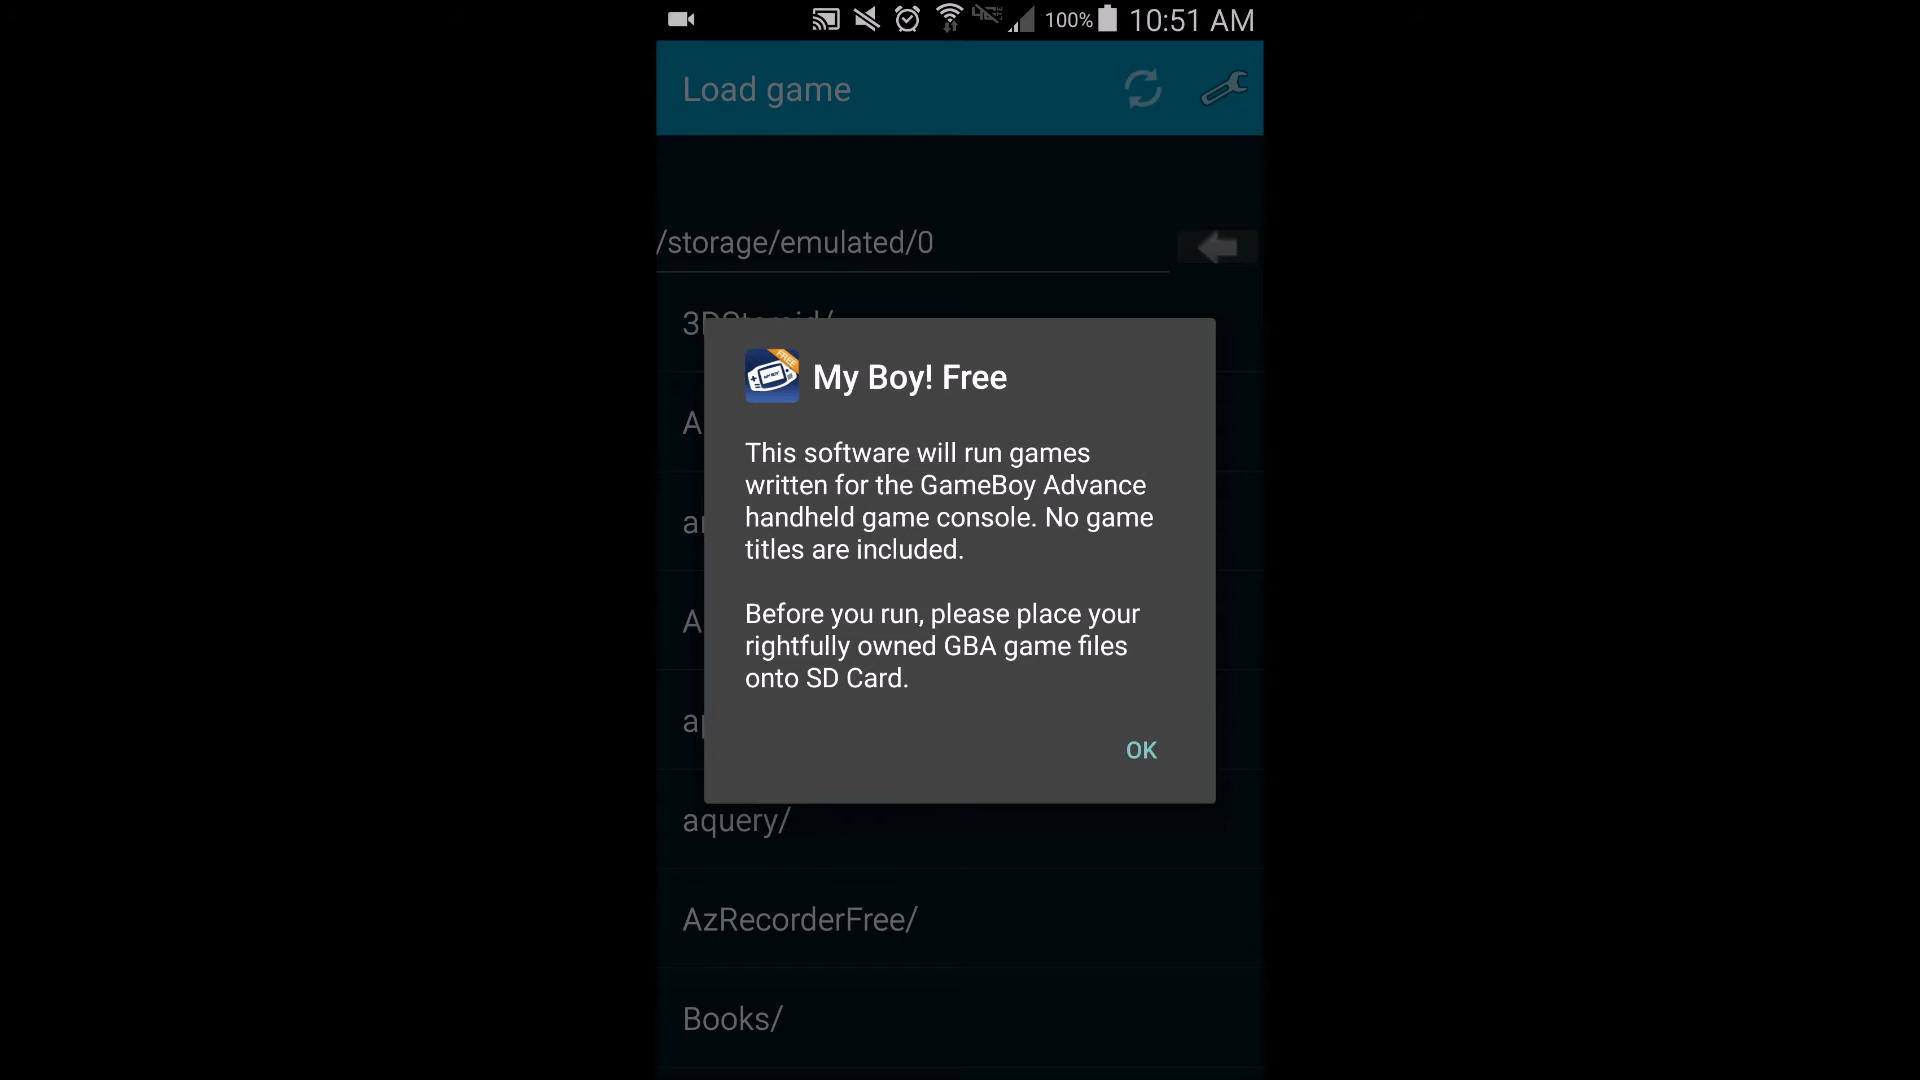 100% 10:51 AM
Load game
/storage/emulated/0
My Boy! Free
This software will run games
written for the GameBoy Advance
handheld game console. No game
titles are included.
Before you run, please place your
rightfully owned GBA game files
onto SD Card.
OK
aquery/
AzRecorderFree/
Books/